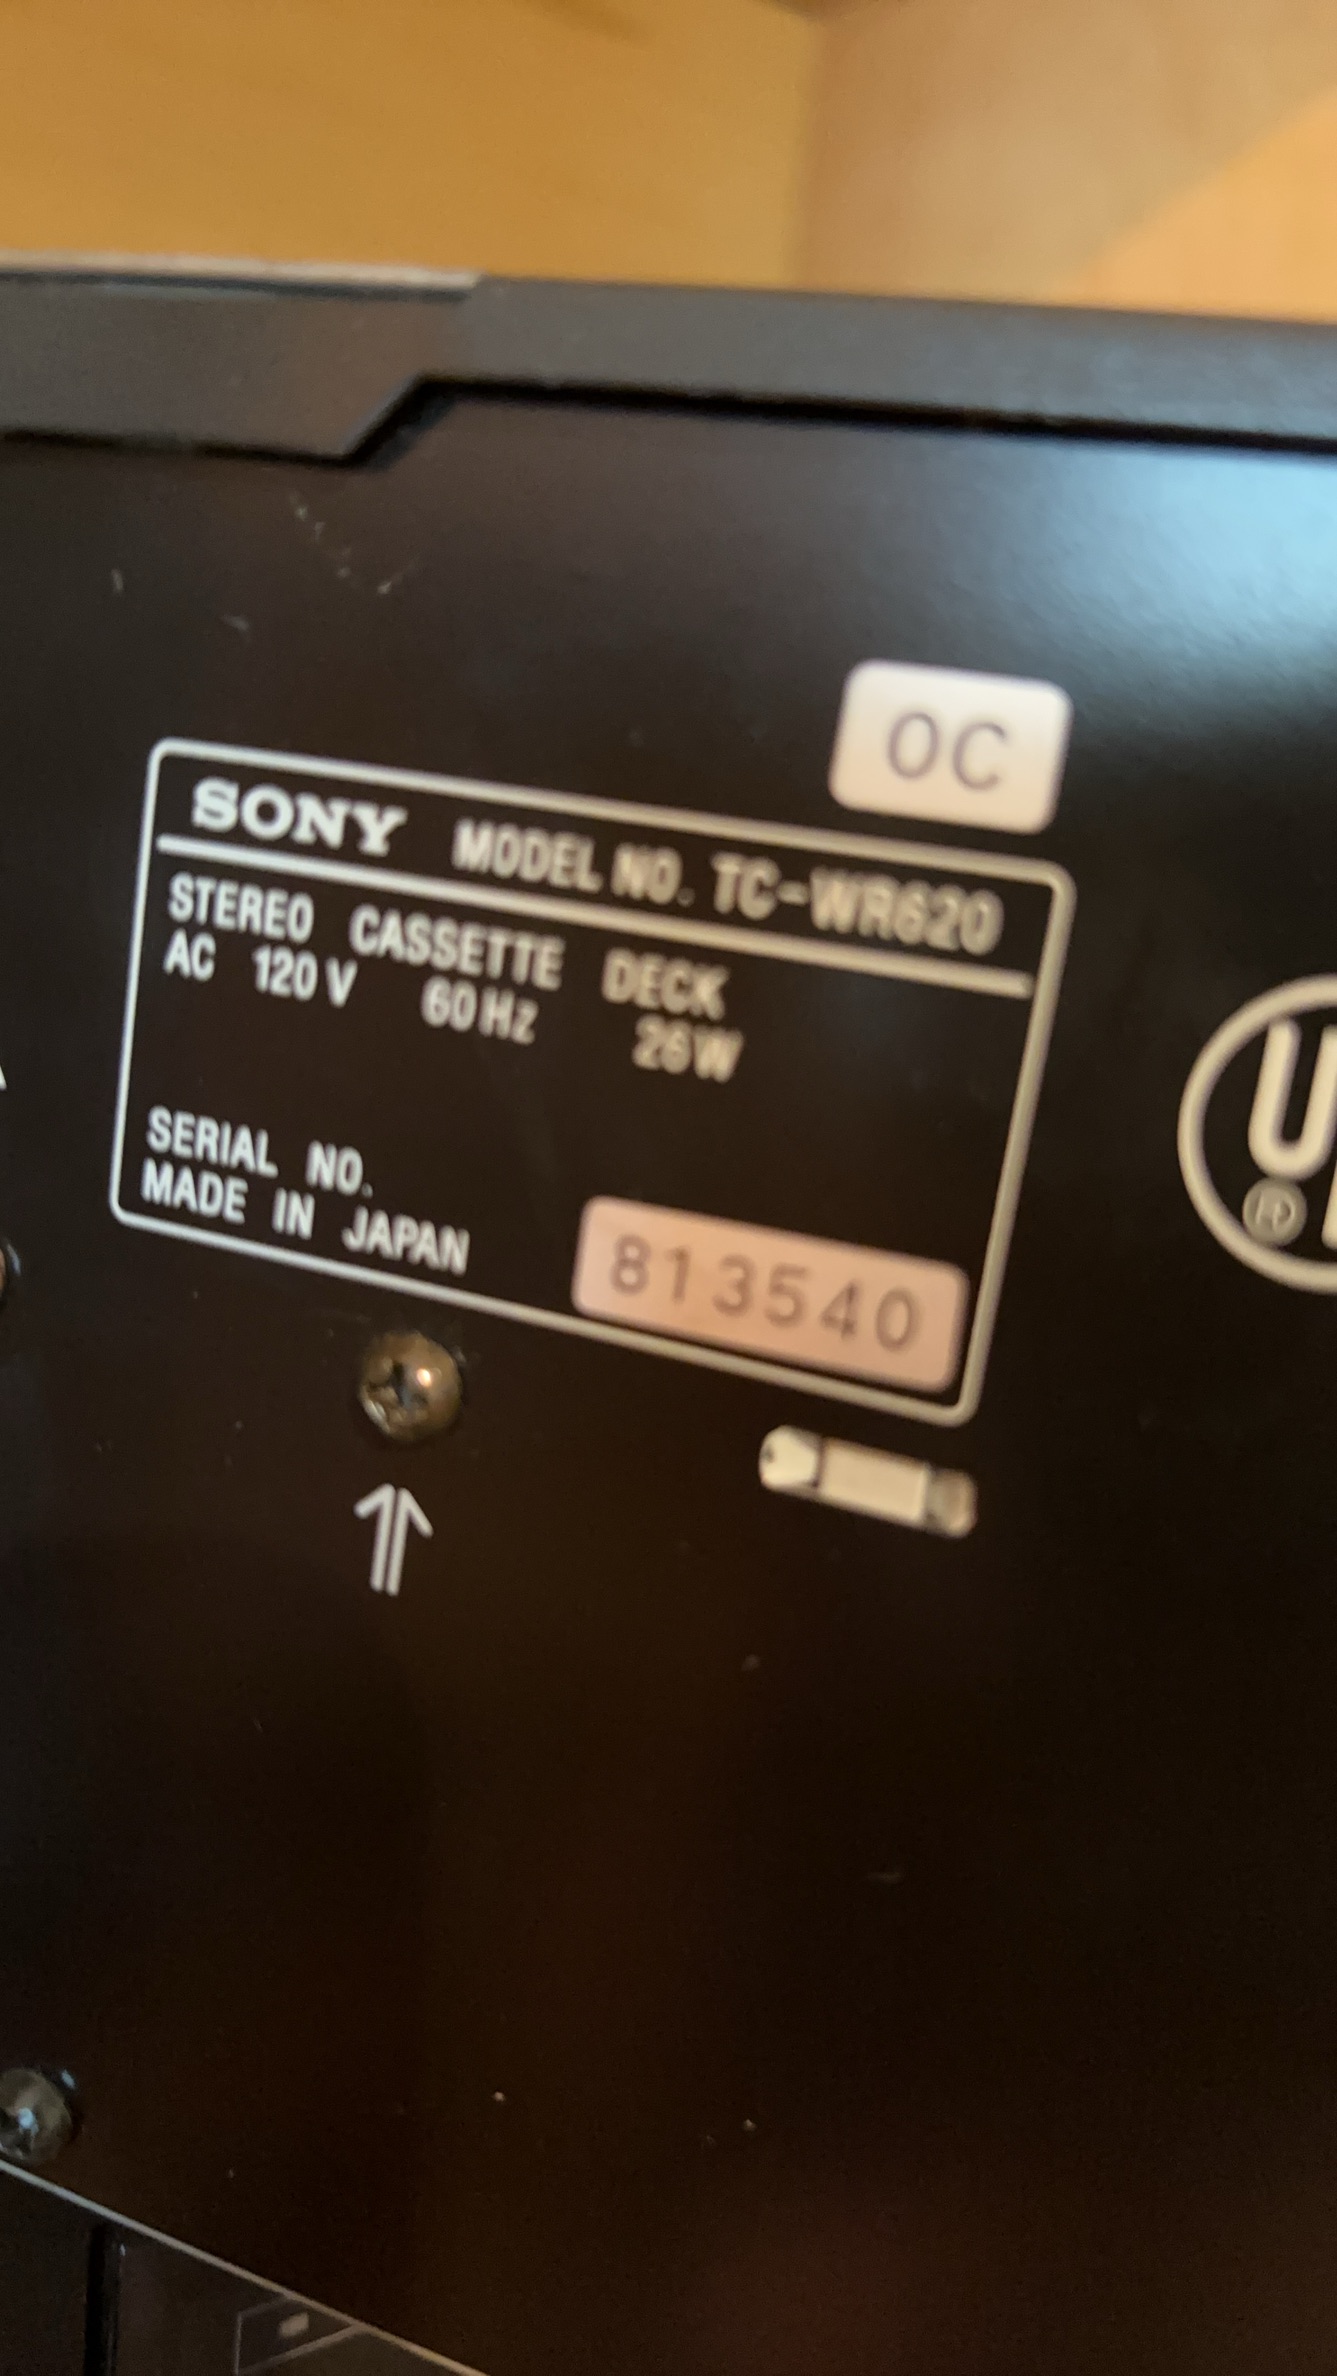 OC
SONY MODEL NO. TC-WR620
STEREO CASSETTE DECK
AC 120V 60Hz 26W
SERIAL NO.
MADE IN JAPAN
813540